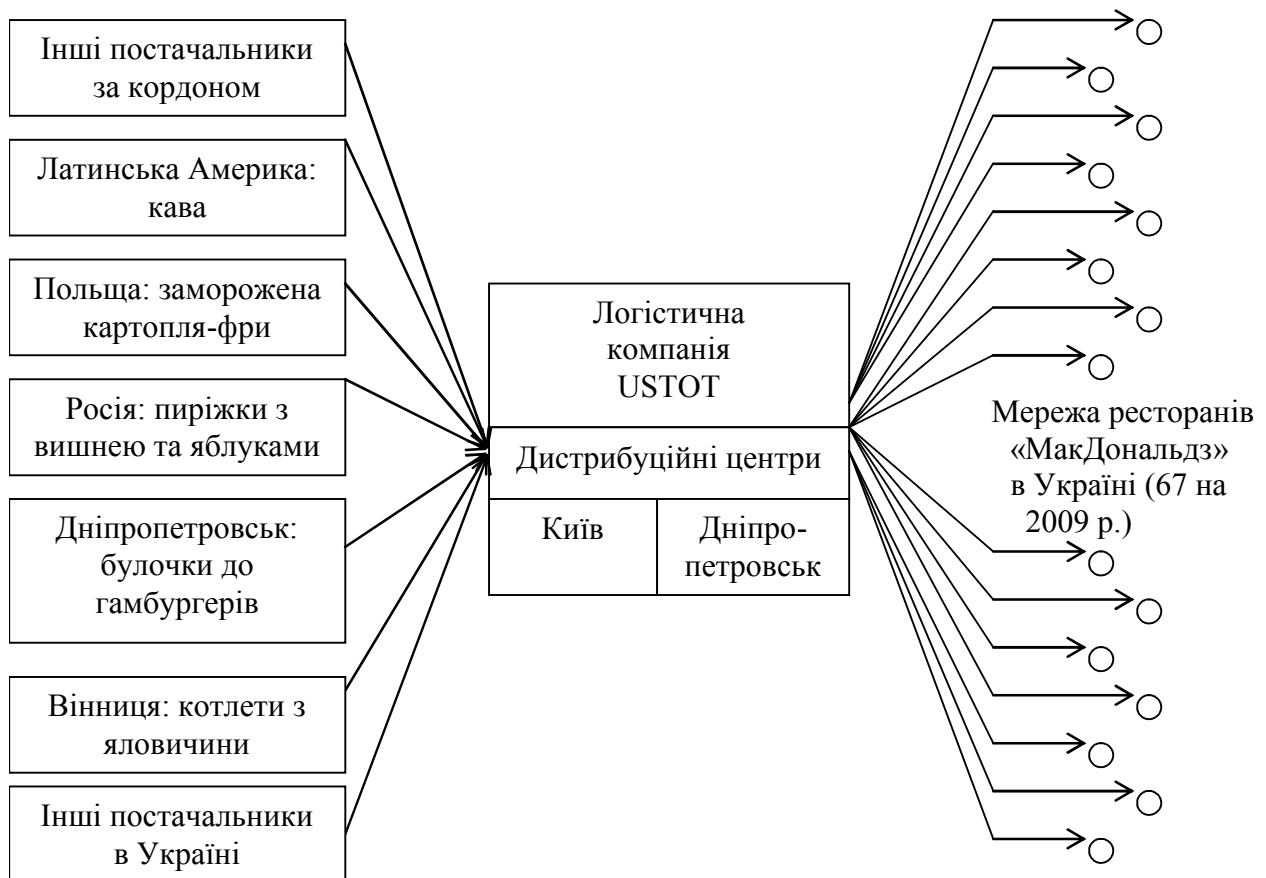 Інші постачальники
за кордоном
Латинська Америка:
кава
Польща: заморожена
картопля-фри
Росія: пиріжки з
вишнею та яблуками
Дніпропетровськ:
булочки до
гамбургерів
Вінниця: котлети з
яловичини
Інші постачальники
в Україні
Логістична
компанія
USTOT
Дистрибуційні центри
Київ
Дніпро-
петровськ
Мережа ресторанів
«МакДональдз»
в Україні (67 на
2009 р.)